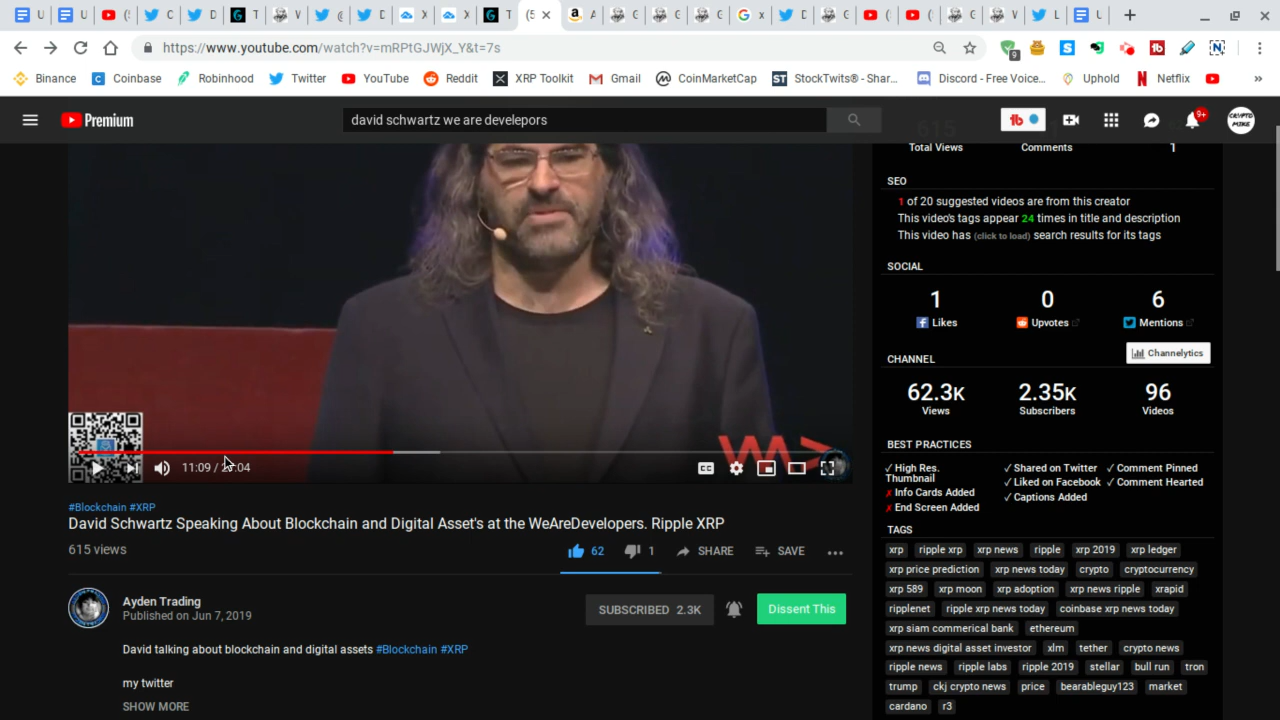 U
U
(
C
D
T
W
@
D
X
X
T
(5
A
G
G
G
x
D
G
(
(
G
W
L
U
https://www.youtube.com/watch?v=mRPtGJWjX_Y&t=7s
9
Binance
Coinbase
Robinhood
Twitter
YouTube
Reddit
XRP Toolkit
Gmail
CoinMarketCap
StockTwits® - Shar...
Discord - Free Voice...
Uphold
Netflix
»
Premium
david schwartz we are develepors
9+
CRYPTO
MIKE
615
Total Views
Comments
1
SEO
1 of 20 suggested videos are from this creator
This video's tags appear 24 times in title and description
This video has (click to load) search results for its tags
SOCIAL
1
0
6
Likes
Upvotes
Mentions
CHANNEL
Channelytics
62.3K
2.35K
96
Views
Subscribers
Videos
BEST PRACTICES
✓ High Res. Thumbnail
✗ Info Cards Added
✗ End Screen Added
✓ Shared on Twitter
✓ Liked on Facebook
✓ Captions Added
✓ Comment Pinned
✓ Comment Hearted
TAGS
xrp ripple xrp xrp news ripple xrp 2019 xrp ledger
xrp price prediction xrp news today crypto cryptocurrency
xrp 589 xrp moon xrp adoption xrp news ripple xrapid
ripplenet ripple xrp news today coinbase xrp news today
xrp siam commerical bank ethereum
xrp news digital asset investor xlm tether crypto news
ripple news ripple labs ripple 2019 stellar bull run tron
trump ckj crypto news price bearableguy123 market
cardano r3
11:09 /
:04
CC
#Blockchain #XRP
David Schwartz Speaking About Blockchain and Digital Asset's at the WeAreDevelopers. Ripple XRP
615 views
62
1
SHARE
SAVE
Ayden Trading
Published on Jun 7, 2019
SUBSCRIBED 2.3K
Dissent This
David talking about blockchain and digital assets #Blockchain #XRP
my twitter
SHOW MORE